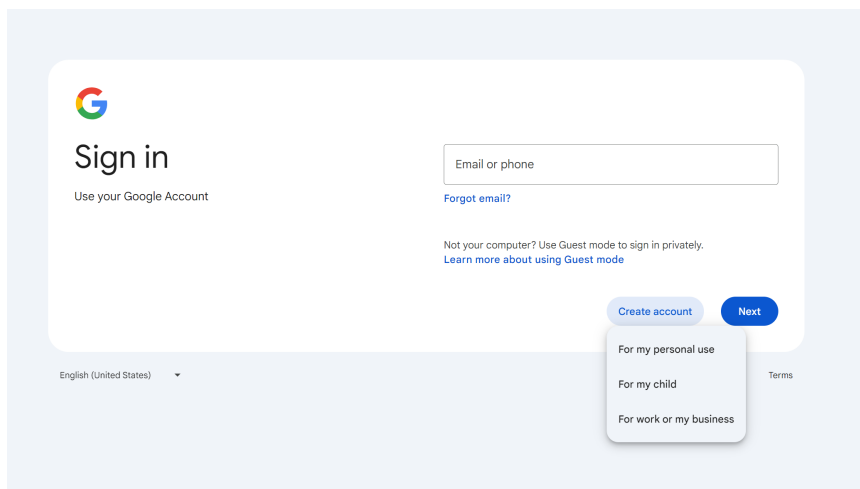 Sign in
Use your Google Account
Email or phone
Forgot email?
Not your computer? Use Guest mode to sign in privately.
Learn more about using Guest mode
Create account
Next
For my personal use
For my child
For work or my business
English (United States)
Terms